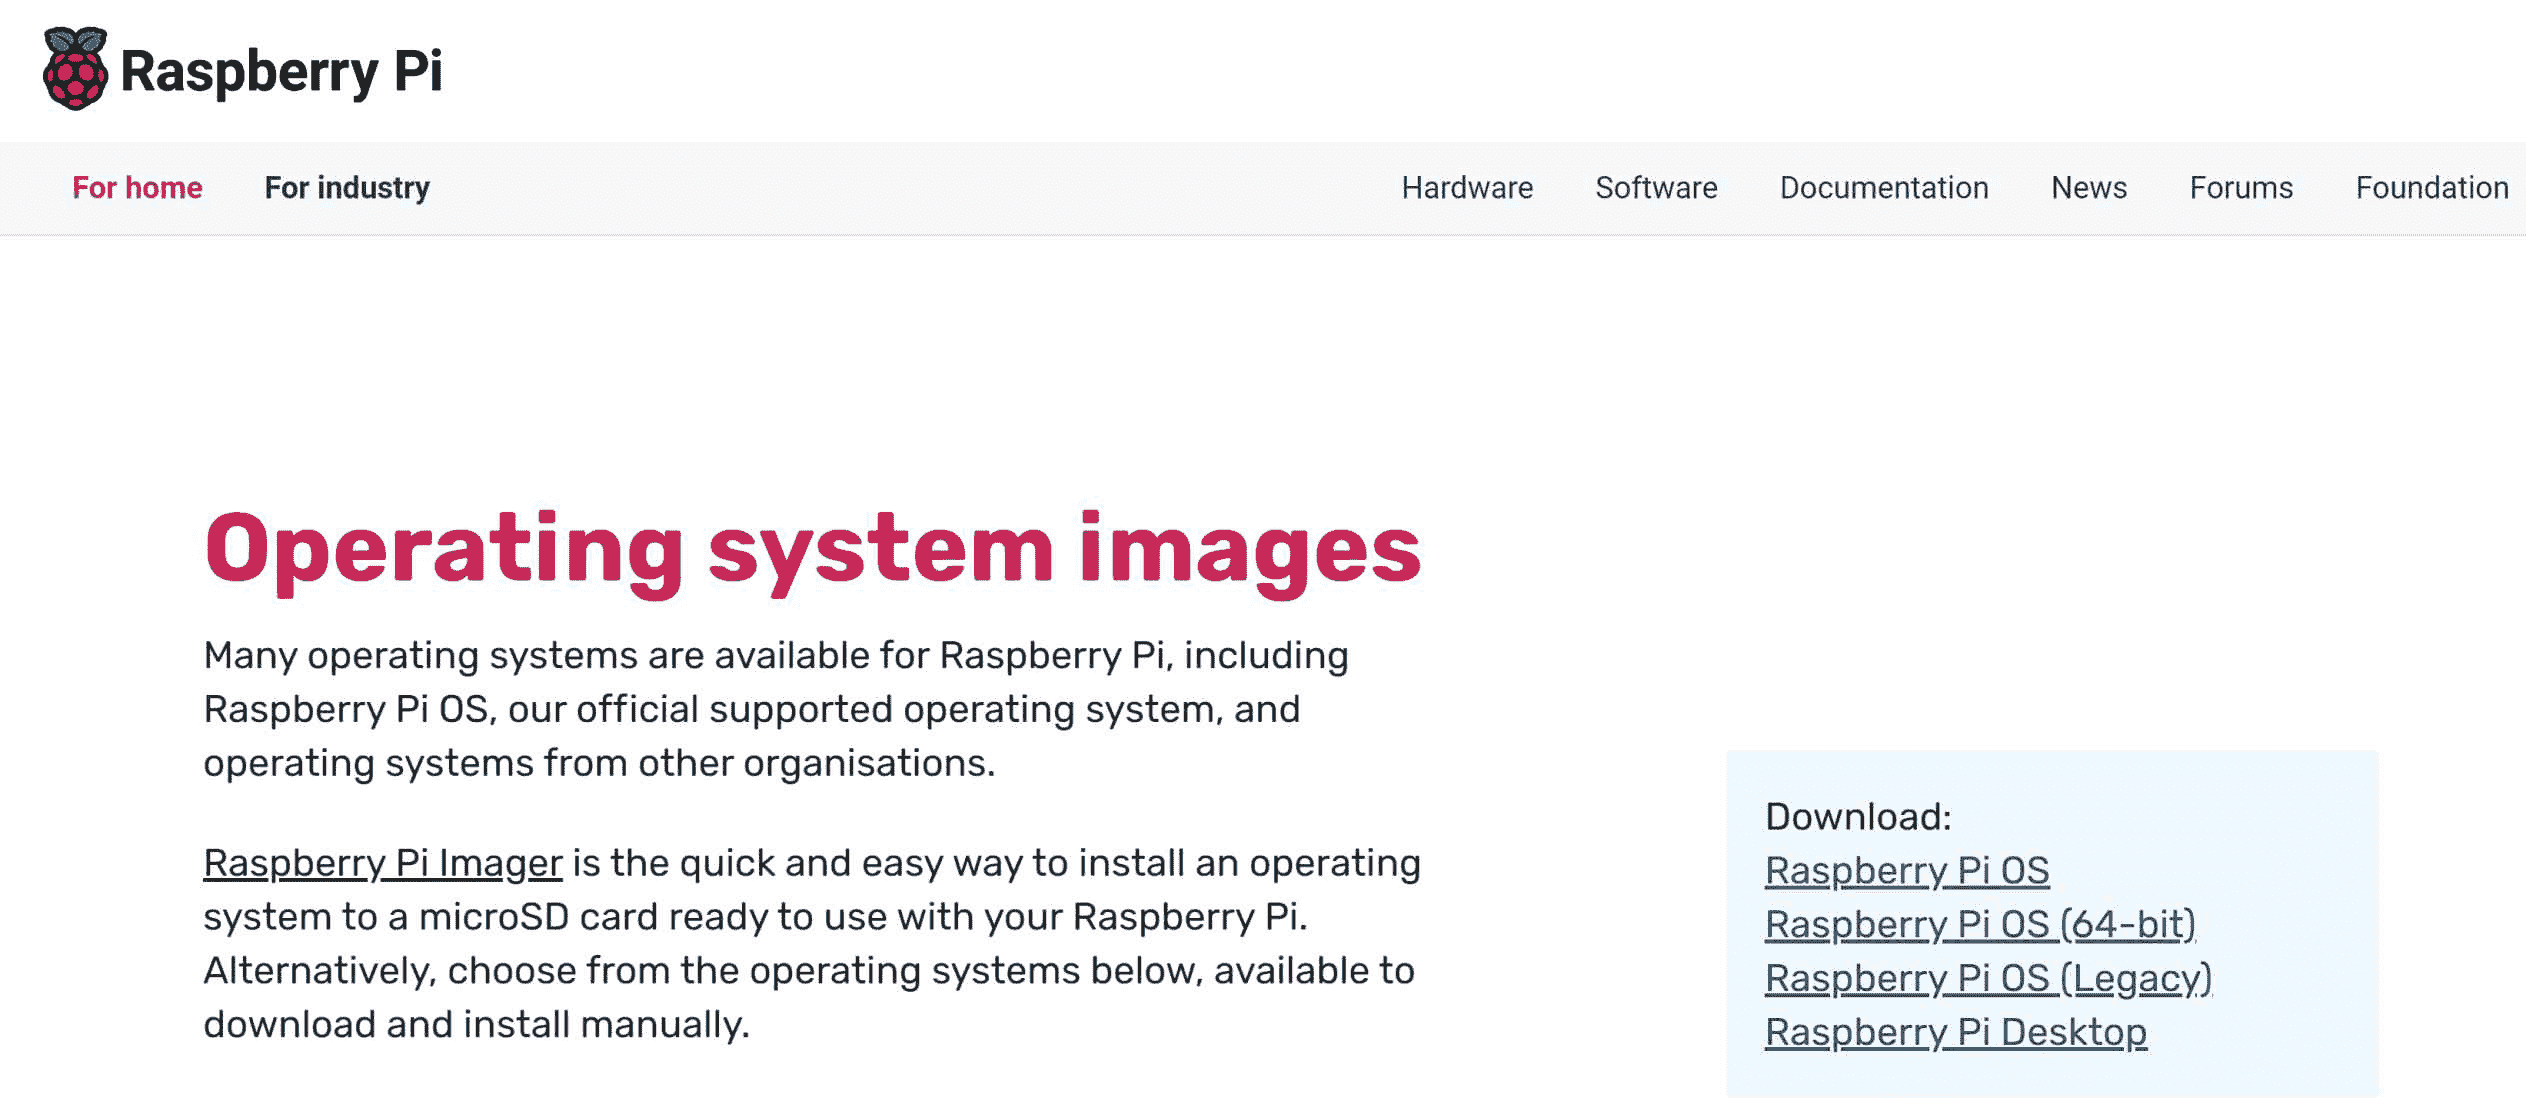 Raspberry Pi
For home For industry Hardware Software Documentation News Forums Foundation
Operating system images
Many operating systems are available for Raspberry Pi, including
Raspberry Pi OS, our official supported operating system, and
operating systems from other organisations.
Raspberry Pi Imager is the quick and easy way to install an operating
system to a microSD card ready to use with your Raspberry Pi.
Alternatively, choose from the operating systems below, available to
download and install manually.
Download:
Raspberry Pi OS
Raspberry Pi OS (64-bit)
Raspberry Pi OS (Legacy)
Raspberry Pi Desktop